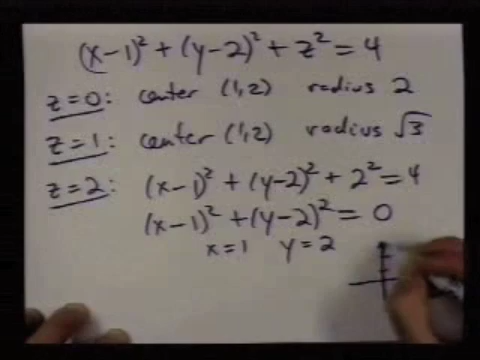 (x-1)² + (y-2)² + z² = 4
z=0: center (1,2) radius 2
z=1: center (1,2) radius √3
z=2: (x-1)² + (y-2)² + 2² = 4
(x-1)² + (y-2)² = 0
x=1 y=2